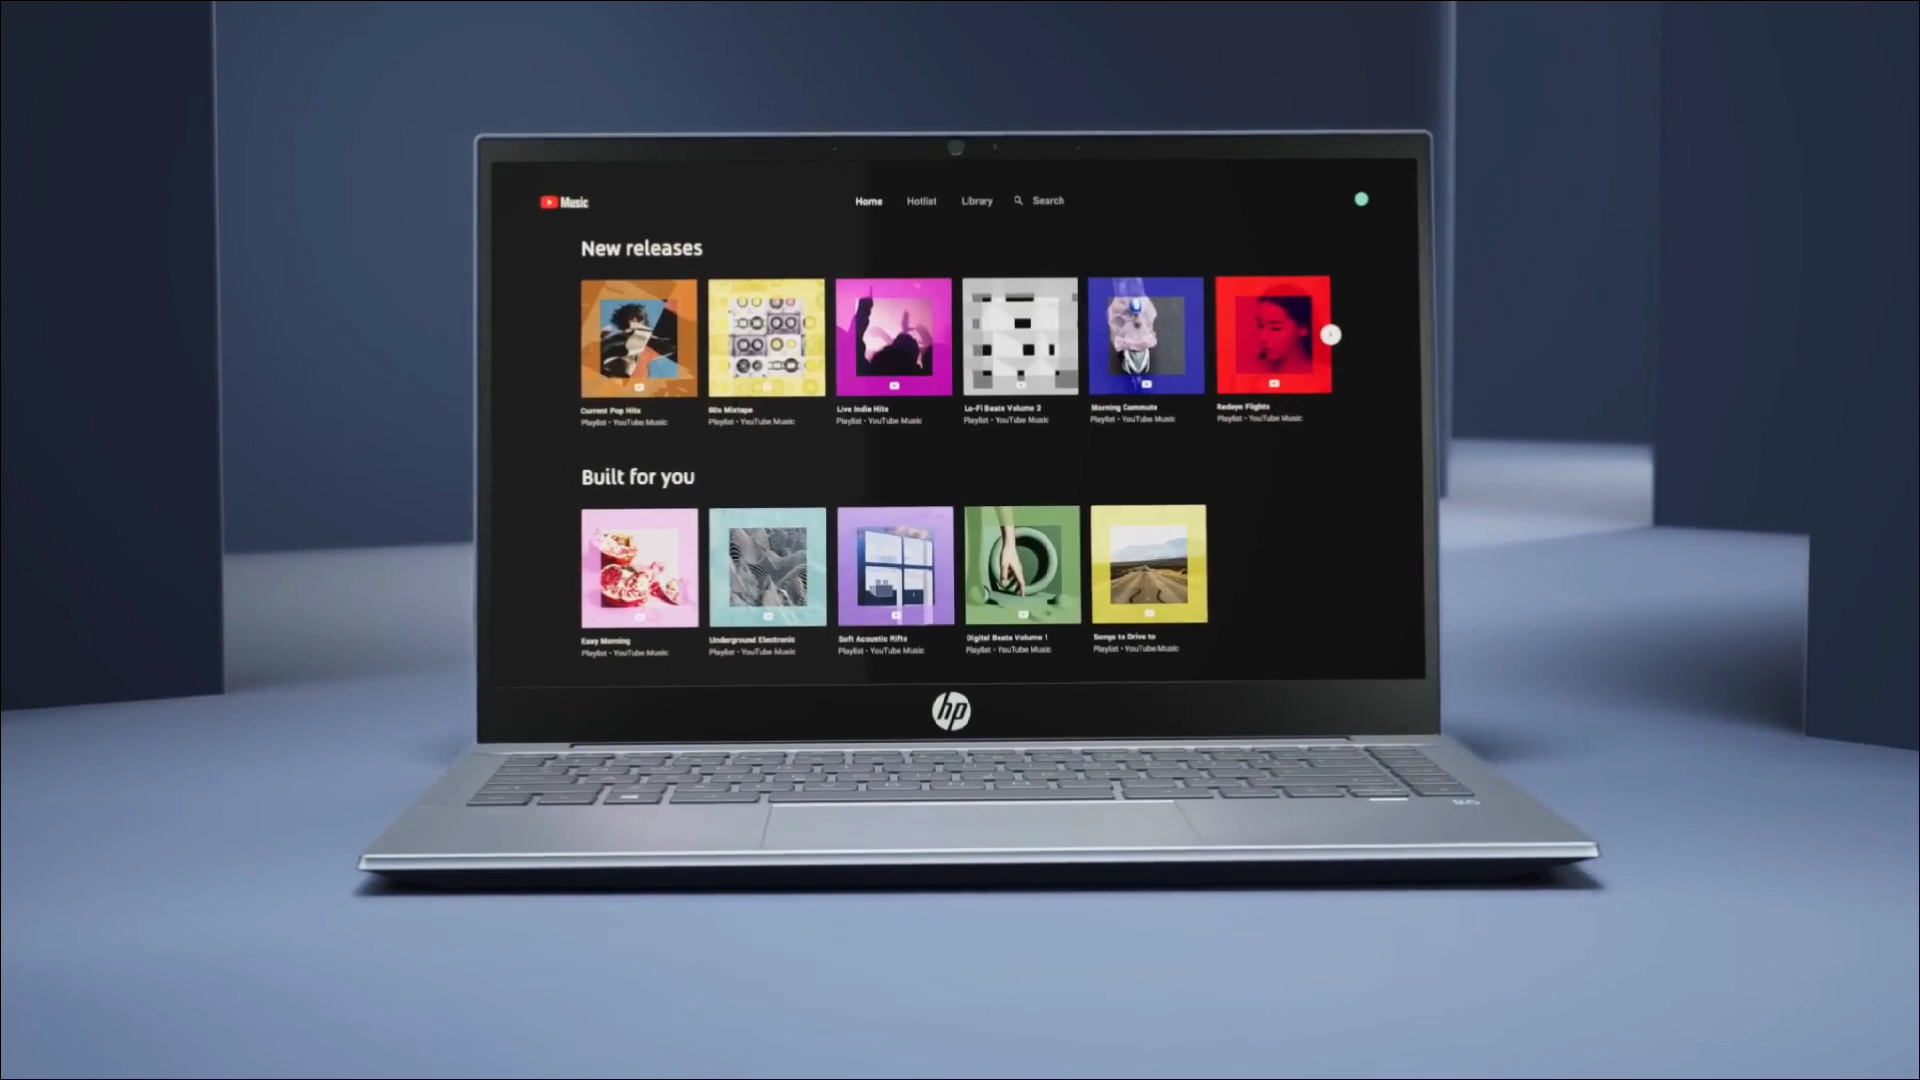 Music
Home Hotlist Library Search
New releases
Current Pop Hits
Playlist • YouTube Music
80s Mixtape
Playlist • YouTube Music
Live Indie Hits
Playlist • YouTube Music
Lo-Fi Beats Volume 2
Playlist • YouTube Music
Morning Commute
Playlist • YouTube Music
Redeye Flights
Playlist • YouTube Music
Built for you
Easy Morning
Playlist • YouTube Music
Underground Electronic
Playlist • YouTube Music
Soft Acoustic Riffs
Playlist • YouTube Music
Digital Beats Volume 1
Playlist • YouTube Music
Songs to Drive to
Playlist • YouTube Music
hp